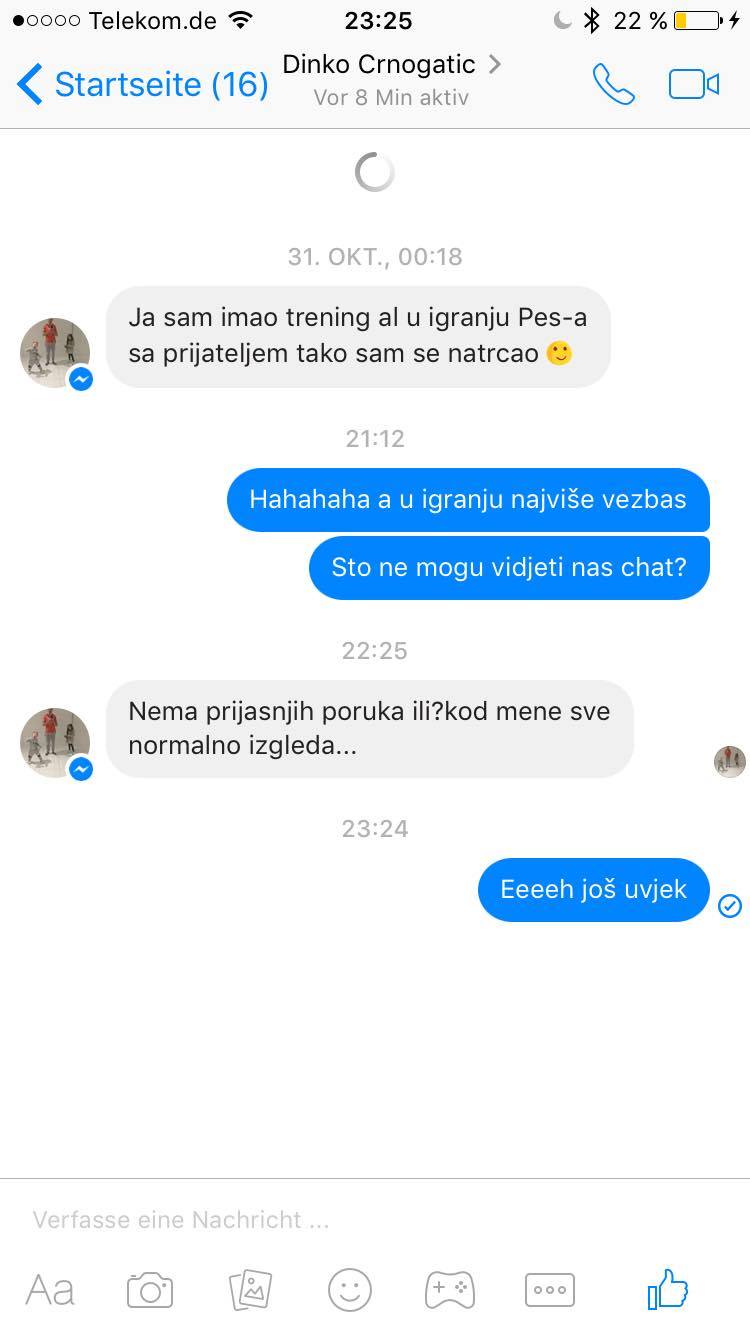 Telekom.de 23:25 22 %
Startseite (16) Dinko Crnogatic
Vor 8 Min aktiv
31. OKT., 00:18
Ja sam imao trening al u igranju Pes-a
sa prijateljem tako sam se natrcao 🙂
21:12
Hahahaha a u igranju najviše vezbas
Sto ne mogu vidjeti nas chat?
22:25
Nema prijasnjih poruka ili?kod mene sve
normalno izgleda...
23:24
Eeeeh još uvjek
Verfasse eine Nachricht ...
Aa